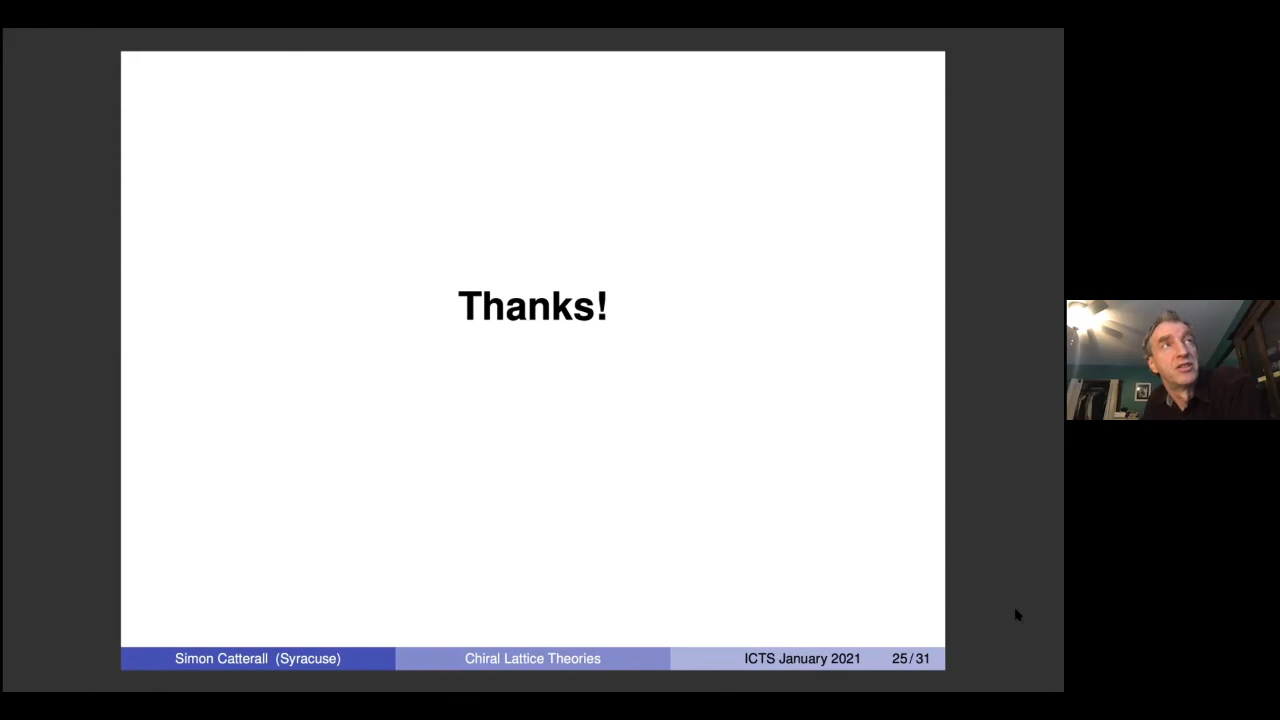 Thanks!
Simon Catterall (Syracuse)
Chiral Lattice Theories
ICTS January 2021
25/31